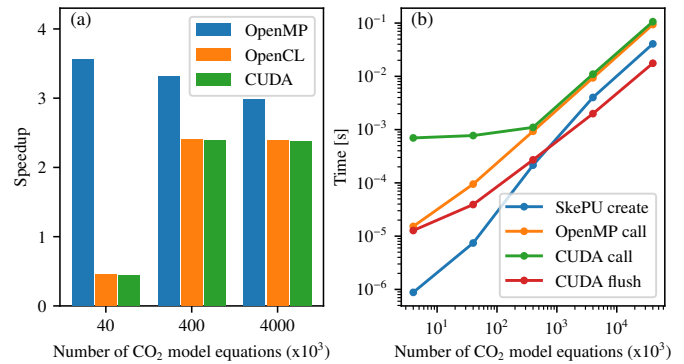 (a)
OpenMP
OpenCL
CUDA
4
3
2
1
0
Speedup
40
400
4000
Number of CO₂ model equations (x10³)
(b)
10⁻¹
10⁻²
10⁻³
10⁻⁴
10⁻⁵
10⁻⁶
Time [s]
SkePU create
OpenMP call
CUDA call
CUDA flush
10¹
10²
10³
10⁴
Number of CO₂ model equations (x10³)